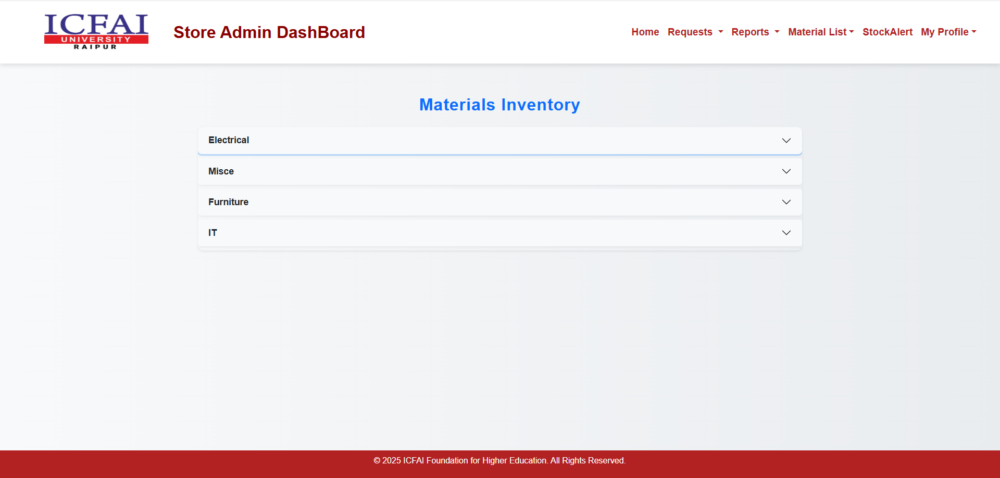 ICFAI
UNIVERSITY
RAIPUR
Store Admin DashBoard
Home Requests Reports Material List StockAlert My Profile
Materials Inventory
Electrical
Misce
Furniture
IT
© 2025 ICFAI Foundation for Higher Education. All Rights Reserved.